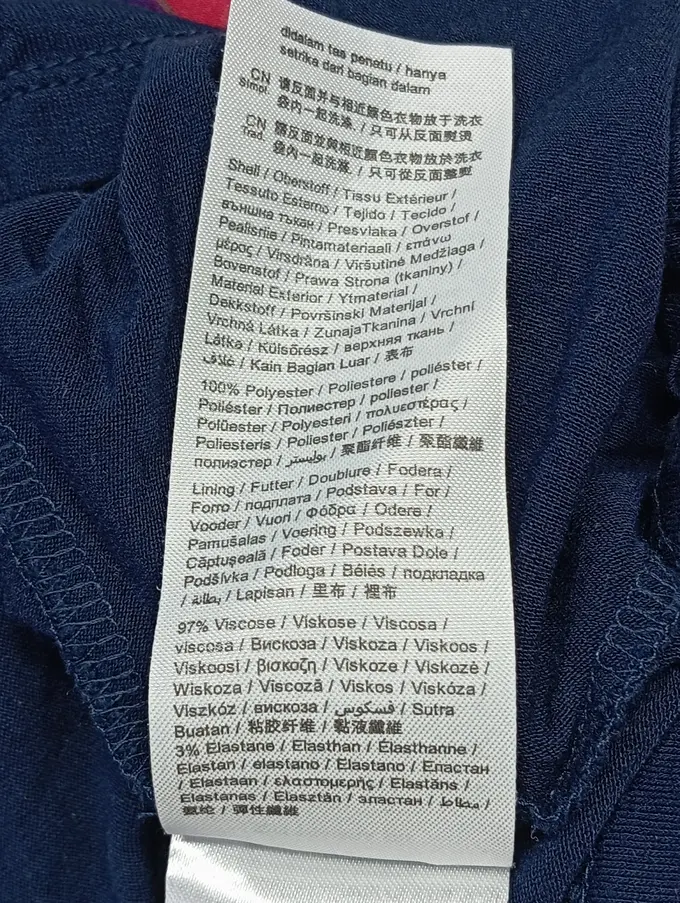 didalam tas penatu / hanya
setrika dari bagian dalam
CN Simpl. 请反面并与相近颜色衣物放于洗衣
袋内一起洗涤. / 只可从反面熨烫
CN Trad. 請反面並與相近顏色衣物放於洗衣
袋內一起洗滌. / 只可從反面整熨
Shell / Oberstoff / Tissu Extérieur /
Tessuto Esterno / Tejido / Tecido /
външна тъкан / Presvlaka / Overstof /
Pealisriie / Pintamateriaali / επάνω
μέρος / Virsdrāna / Viršutinė Medžiaga /
Bovenstof / Prawa Strona (tkaniny) /
Material Exterior / Ytmaterial /
Dekkstoff / Površinski Materijal /
Vrchná Látka / ZunajaTkanina / Vrchní
Látka / Külsőrész / верхняя ткань /
غلاف / Kain Bagian Luar / 表布
100% Polyester / Poliestere / poliéster /
Poliéster / Полиестер / poliester /
Polüester / Polyesteri / πολυεστέρας /
Poliesteris / Poliester / Poliészter /
полиэстер / بوليستر / 聚酯纤维 / 聚酯纖維
Lining / Futter / Doublure / Fodera /
Forro / подплата / Podstava / For /
Vooder / Vuori / Φόδρα / Odere /
Pamušalas / Voering / Podszewka /
Căptușeală / Foder / Postava Dole /
Podšívka / Podloga / Bélés / подкладка
/ بطانة / Lapisan / 里布 / 裡布
97% Viscose / Viskose / Viscosa /
viscosa / Вискоза / Viskoza / Viskoos /
Viskoosi / βισκόζη / Viskoze / Viskozė /
Wiskoza / Viscoză / Viskos / Viskóza /
Viszkóz / вискоза / فسكوس / Sutra
Buatan / 粘胶纤维 / 黏液纖維
3% Elastane / Elasthan / Elasthanne /
Elastan / elastano / Elastano / Еластан
/ Elastaan / ελαστομερής / Elastāns /
Elastanas / Elasztán / эластан / مطاط /
氨纶 / 彈性纖維